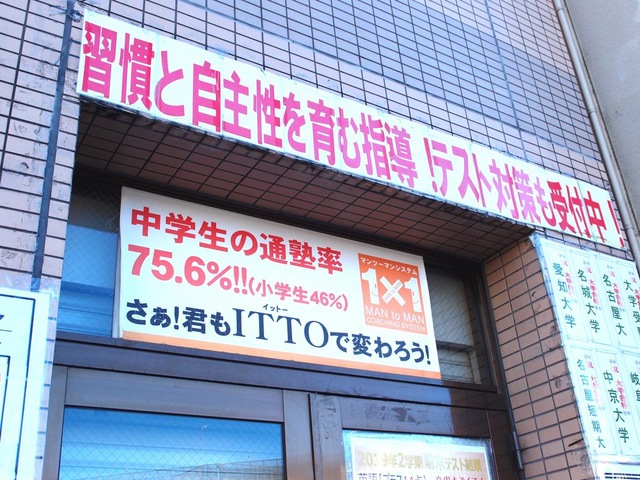 習慣と自主性を育む指導!テスト対策も受付中!
中学生の通塾率
75.6%!!(小学生46%)
イットー
さぁ!君もITTOで変わろう!
マンツーマンシステム
1×1
MAN to MAN
COACHING SYSTEM
愛知大学
名城大学
名古屋大
名古屋短期大
中京大学
年2学期